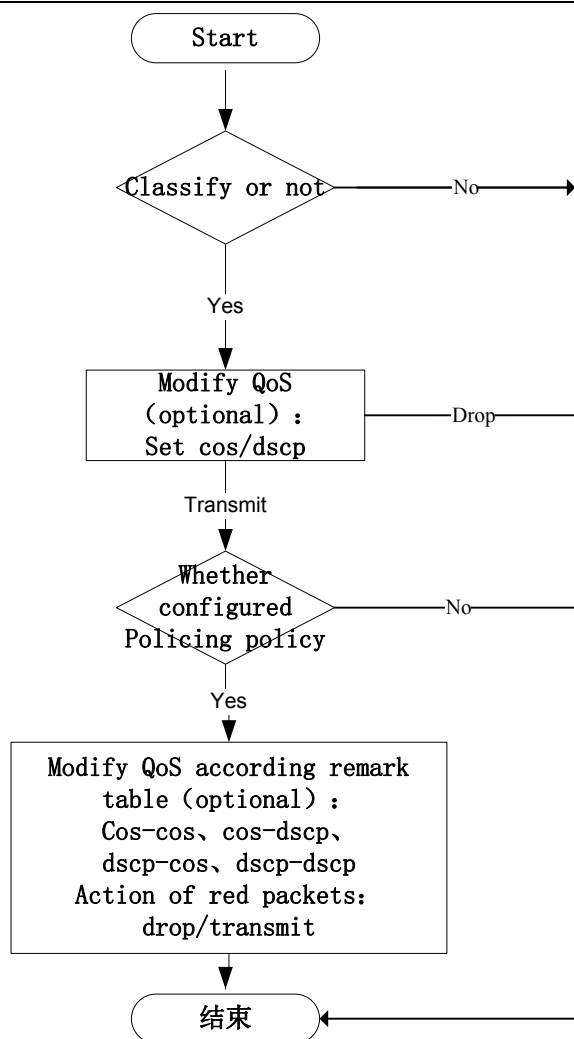 Start
Classify or not
No
Yes
Modify QoS
(optional)：
Set cos/dscp
Drop
Transmit
Whether
configured
Policing policy
No
Yes
Modify QoS according remark
table（optional）：
Cos-cos、cos-dscp、
dscp-cos、dscp-dscp
Action of red packets:
drop/transmit
结束